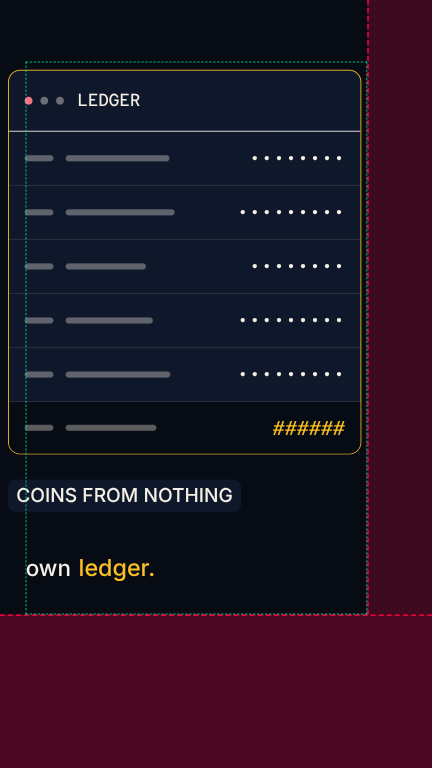 LEDGER
• • • • • • • •
• • • • • • • • •
• • • • • • • •
• • • • • • • • •
• • • • • • • • •
######
COINS FROM NOTHING
own ledger.